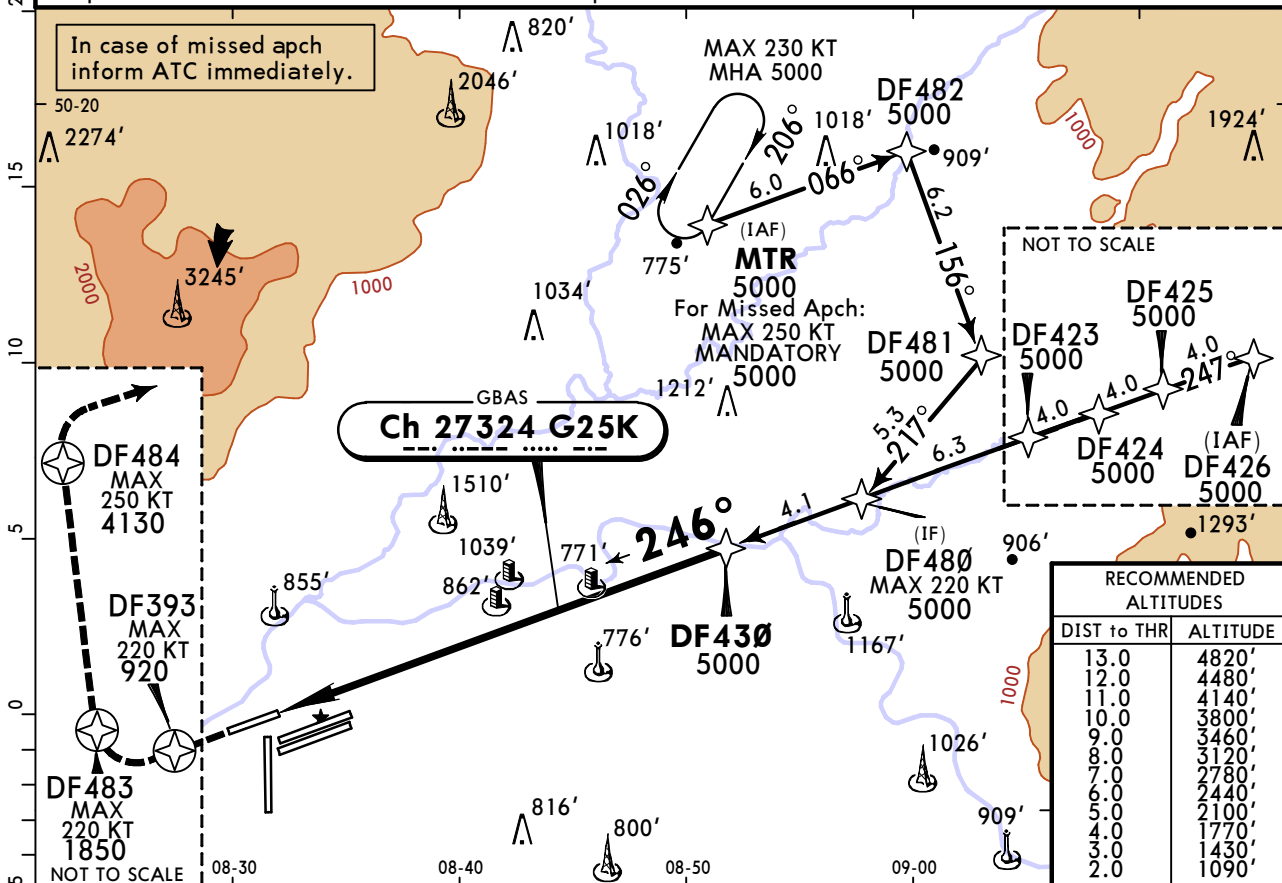 In case of missed apch
inform ATC immediately.
50-20
2274'
2046'
820'
MAX 230 KT
MHA 5000
1018'
026°
206°
1018'
DF482
5000
909'
1000
1924'
15
6.0
066°
6.2
156°
775'
(IAF)
MTR
5000
For Missed Apch:
MAX 250 KT
MANDATORY
5000
2000
3245'
1000
1034'
10
1212'
DF481
5000
5.3
217°
NOT TO SCALE
DF423
5000
DF425
5000
4.0
247°
4.0
4.0
DF424
5000
(IAF)
DF426
5000
GBAS
Ch 27324 G25K
6.3
4.1
246°
(IF)
DF48Ø
MAX 220 KT
5000
DF484
MAX
250 KT
4130
5
1510'
1039'
862'
771'
855'
DF393
MAX
220 KT
920
776'
DF43Ø
5000
1167'
906'
1293'
1000
0
DF483
MAX
220 KT
1850
NOT TO SCALE
816'
800'
1026'
909'
5
08-30
08-40
08-50
09-00
RECOMMENDED
ALTITUDES
DIST to THR ALTITUDE
13.0 4820'
12.0 4480'
11.0 4140'
10.0 3800'
9.0 3460'
8.0 3120'
7.0 2780'
6.0 2440'
5.0 2100'
4.0 1770'
3.0 1430'
2.0 1090'